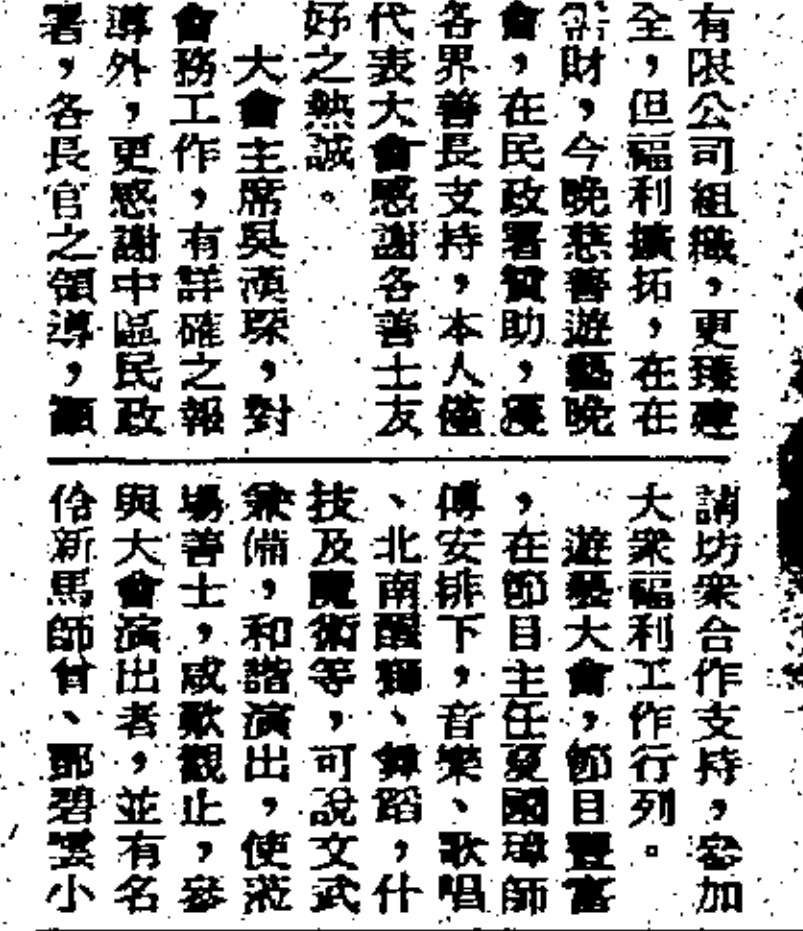 有限公司組織，更臻建
全，但福利擴拓，在在
需財，今晚慈善遊藝晚
會，在民政署贊助，獲
各界善長支持，本人僅
代表大會感謝各善士友
好之熱誠。
大會主席吳湏琛，對
會務工作，有詳確之報
導外，更感謝中區民政
署，各長官之領導，籲
請坊衆合作支持，參加
大衆福利工作行列。
遊藝大會，節目豐富
，在節目主任夏國璋師
傅安排下，音樂、歌唱
、北南醒獅、舞蹈，什
技及魔術等，可說文武
兼備，和諧演出，使蒞
場善士，咸歎觀止，參
與大會演出者，並有名
伶新馬師曾、鄧碧雲小